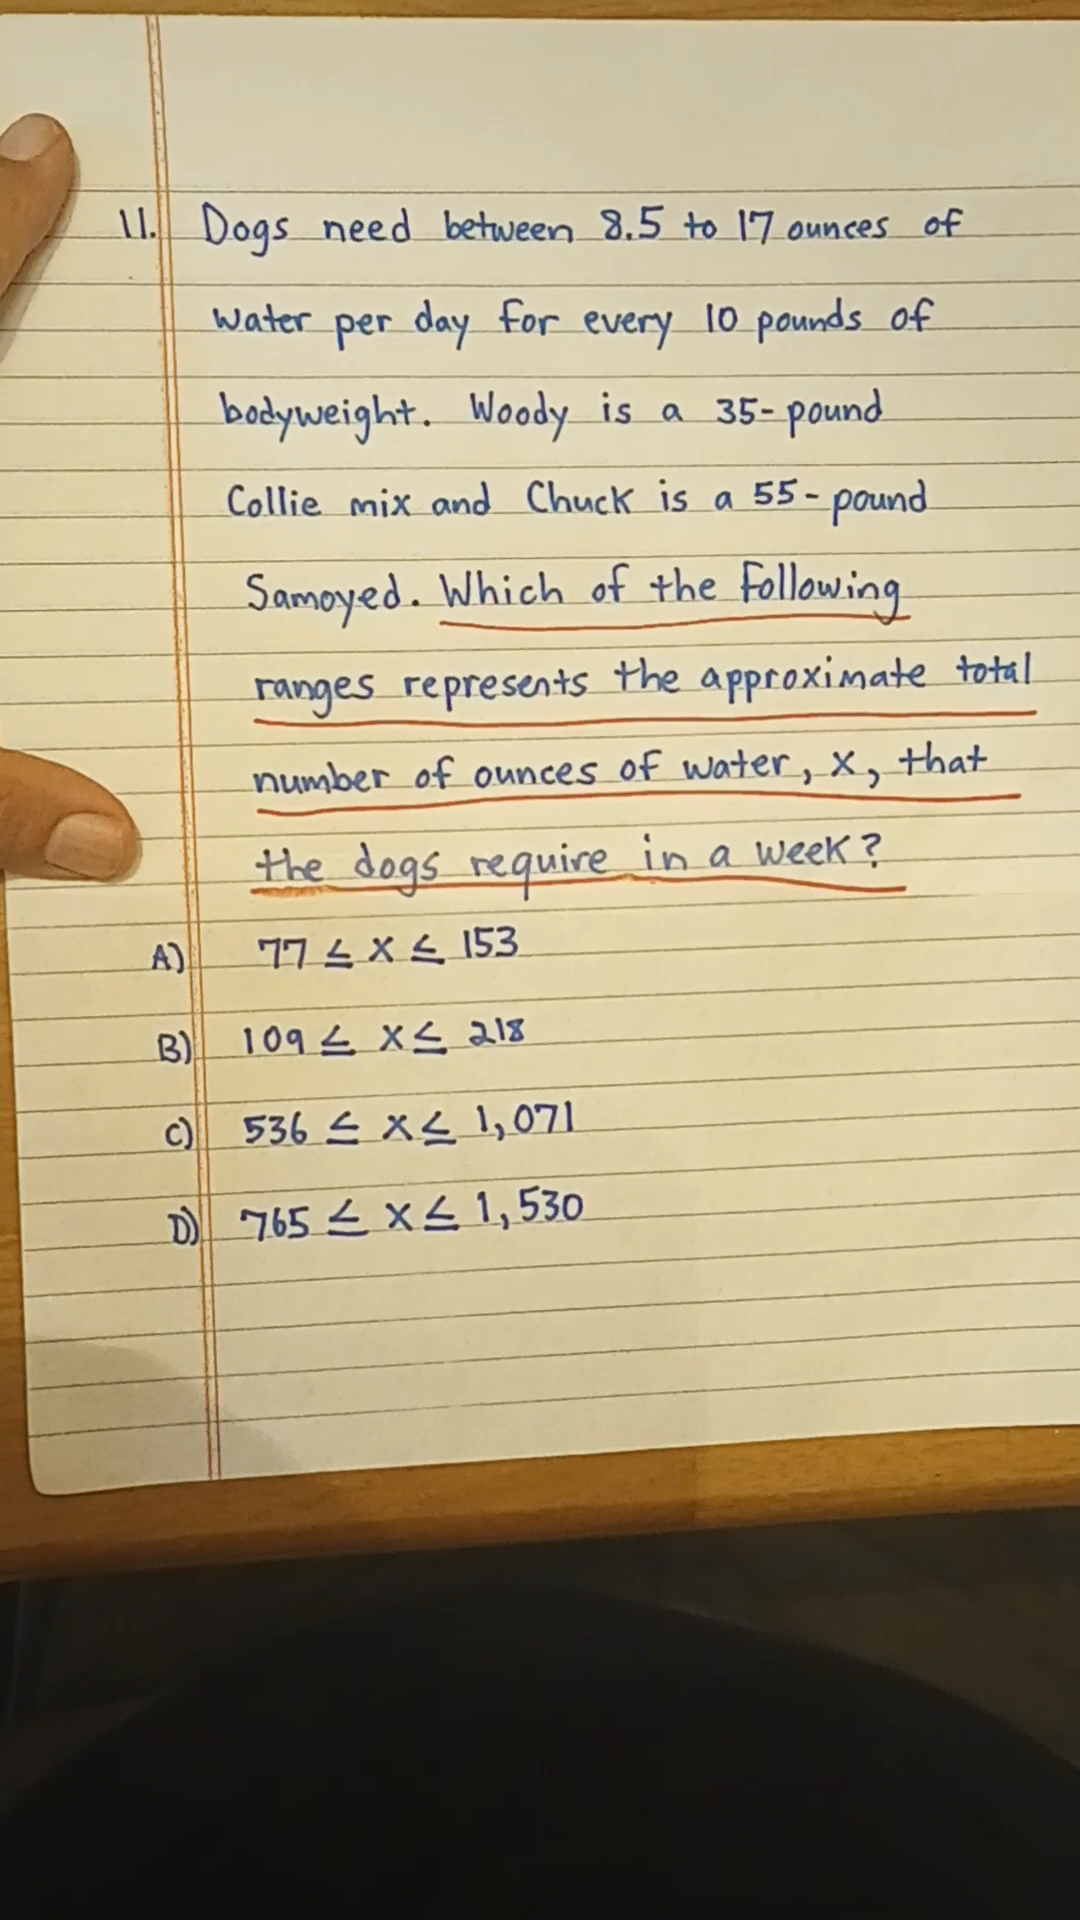 11. Dogs need between 8.5 to 17 ounces of
water per day for every 10 pounds of
bodyweight. Woody is a 35-pound
Collie mix and Chuck is a 55-pound
Samoyed. Which of the following
ranges represents the approximate total
number of ounces of water, x, that
the dogs require in a week?
A) 77 ≤ x ≤ 153
B) 109 ≤ x ≤ 218
C) 536 ≤ x ≤ 1,071
D) 765 ≤ x ≤ 1,530